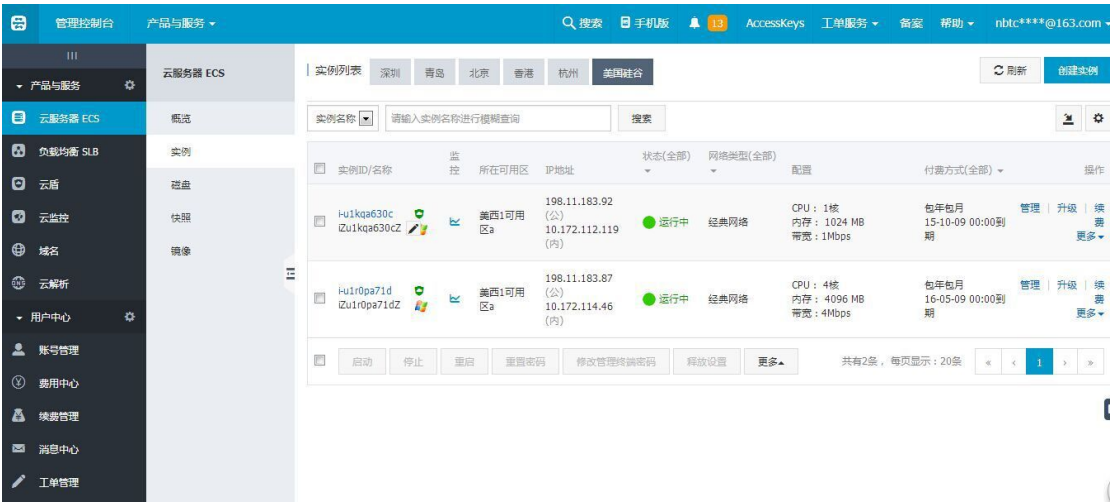 管理控制台 产品与服务 搜索 手机版 13 AccessKeys 工单服务 备案 帮助 nbtc****@163.com
产品与服务
云服务器 ECS
负载均衡 SLB
云盾
云监控
域名
DNS 云解析
用户中心
账号管理
费用中心
续费管理
消息中心
工单管理
云服务器 ECS
概览
实例
磁盘
快照
镜像
实例列表 深圳 青岛 北京 香港 杭州 美国硅谷 刷新 创建实例
实例名称 请输入实例名称进行模糊查询 搜索
实例ID/名称 监控 所在可用区 IP地址 状态(全部) 网络类型(全部) 配置 付费方式(全部) 操作
i-u1kqa630c
iZu1kqa630cZ
美西1可用
区a
198.11.183.92
(公)
10.172.112.119
(内)
运行中
经典网络
CPU： 1核
内存： 1024 MB
带宽：1Mbps
包年包月
15-10-09 00:00到
期
管理 | 升级 | 续
费
更多
i-u1r0pa71d
iZu1r0pa71dZ
美西1可用
区a
198.11.183.87
(公)
10.172.114.46
(内)
运行中
经典网络
CPU： 4核
内存： 4096 MB
带宽：4Mbps
包年包月
16-05-09 00:00到
期
管理 | 升级 | 续
费
更多
启动 停止 重启 重置密码 修改管理终端密码 释放设置 更多 共有2条，每页显示：20条 « ‹ 1 › »